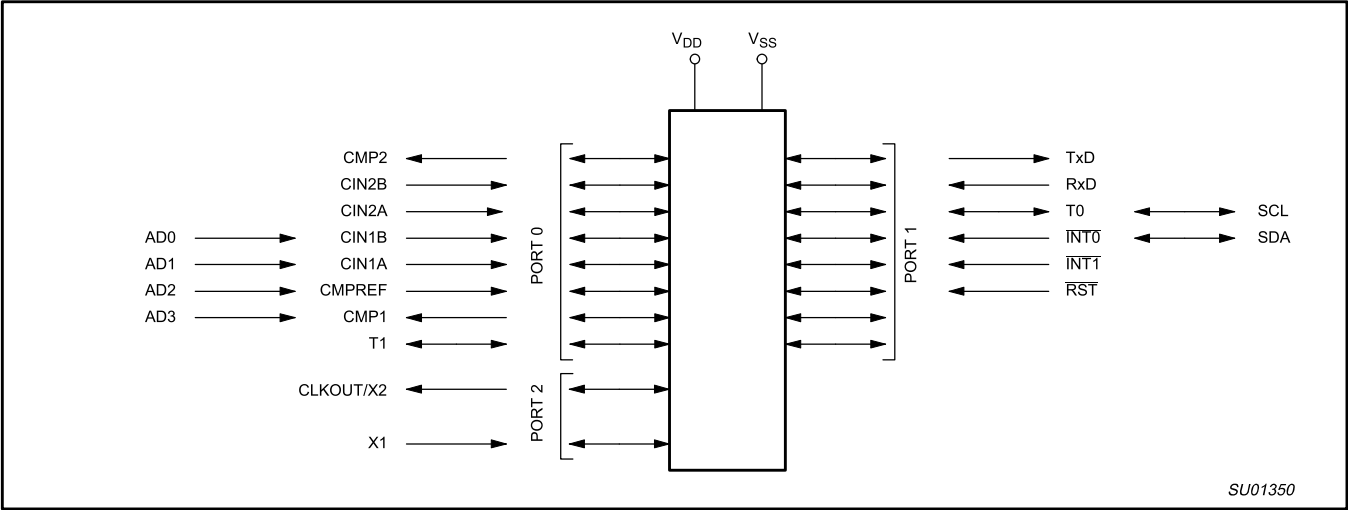 VDD VSS
CMP2 TxD
CIN2B RxD
CIN2A T0 SCL
AD0 CIN1B INT0 SDA
AD1 CIN1A INT1
AD2 CMPREF RST
AD3 CMP1
T1
PORT 0
PORT 1
CLKOUT/X2
PORT 2
X1
SU01350